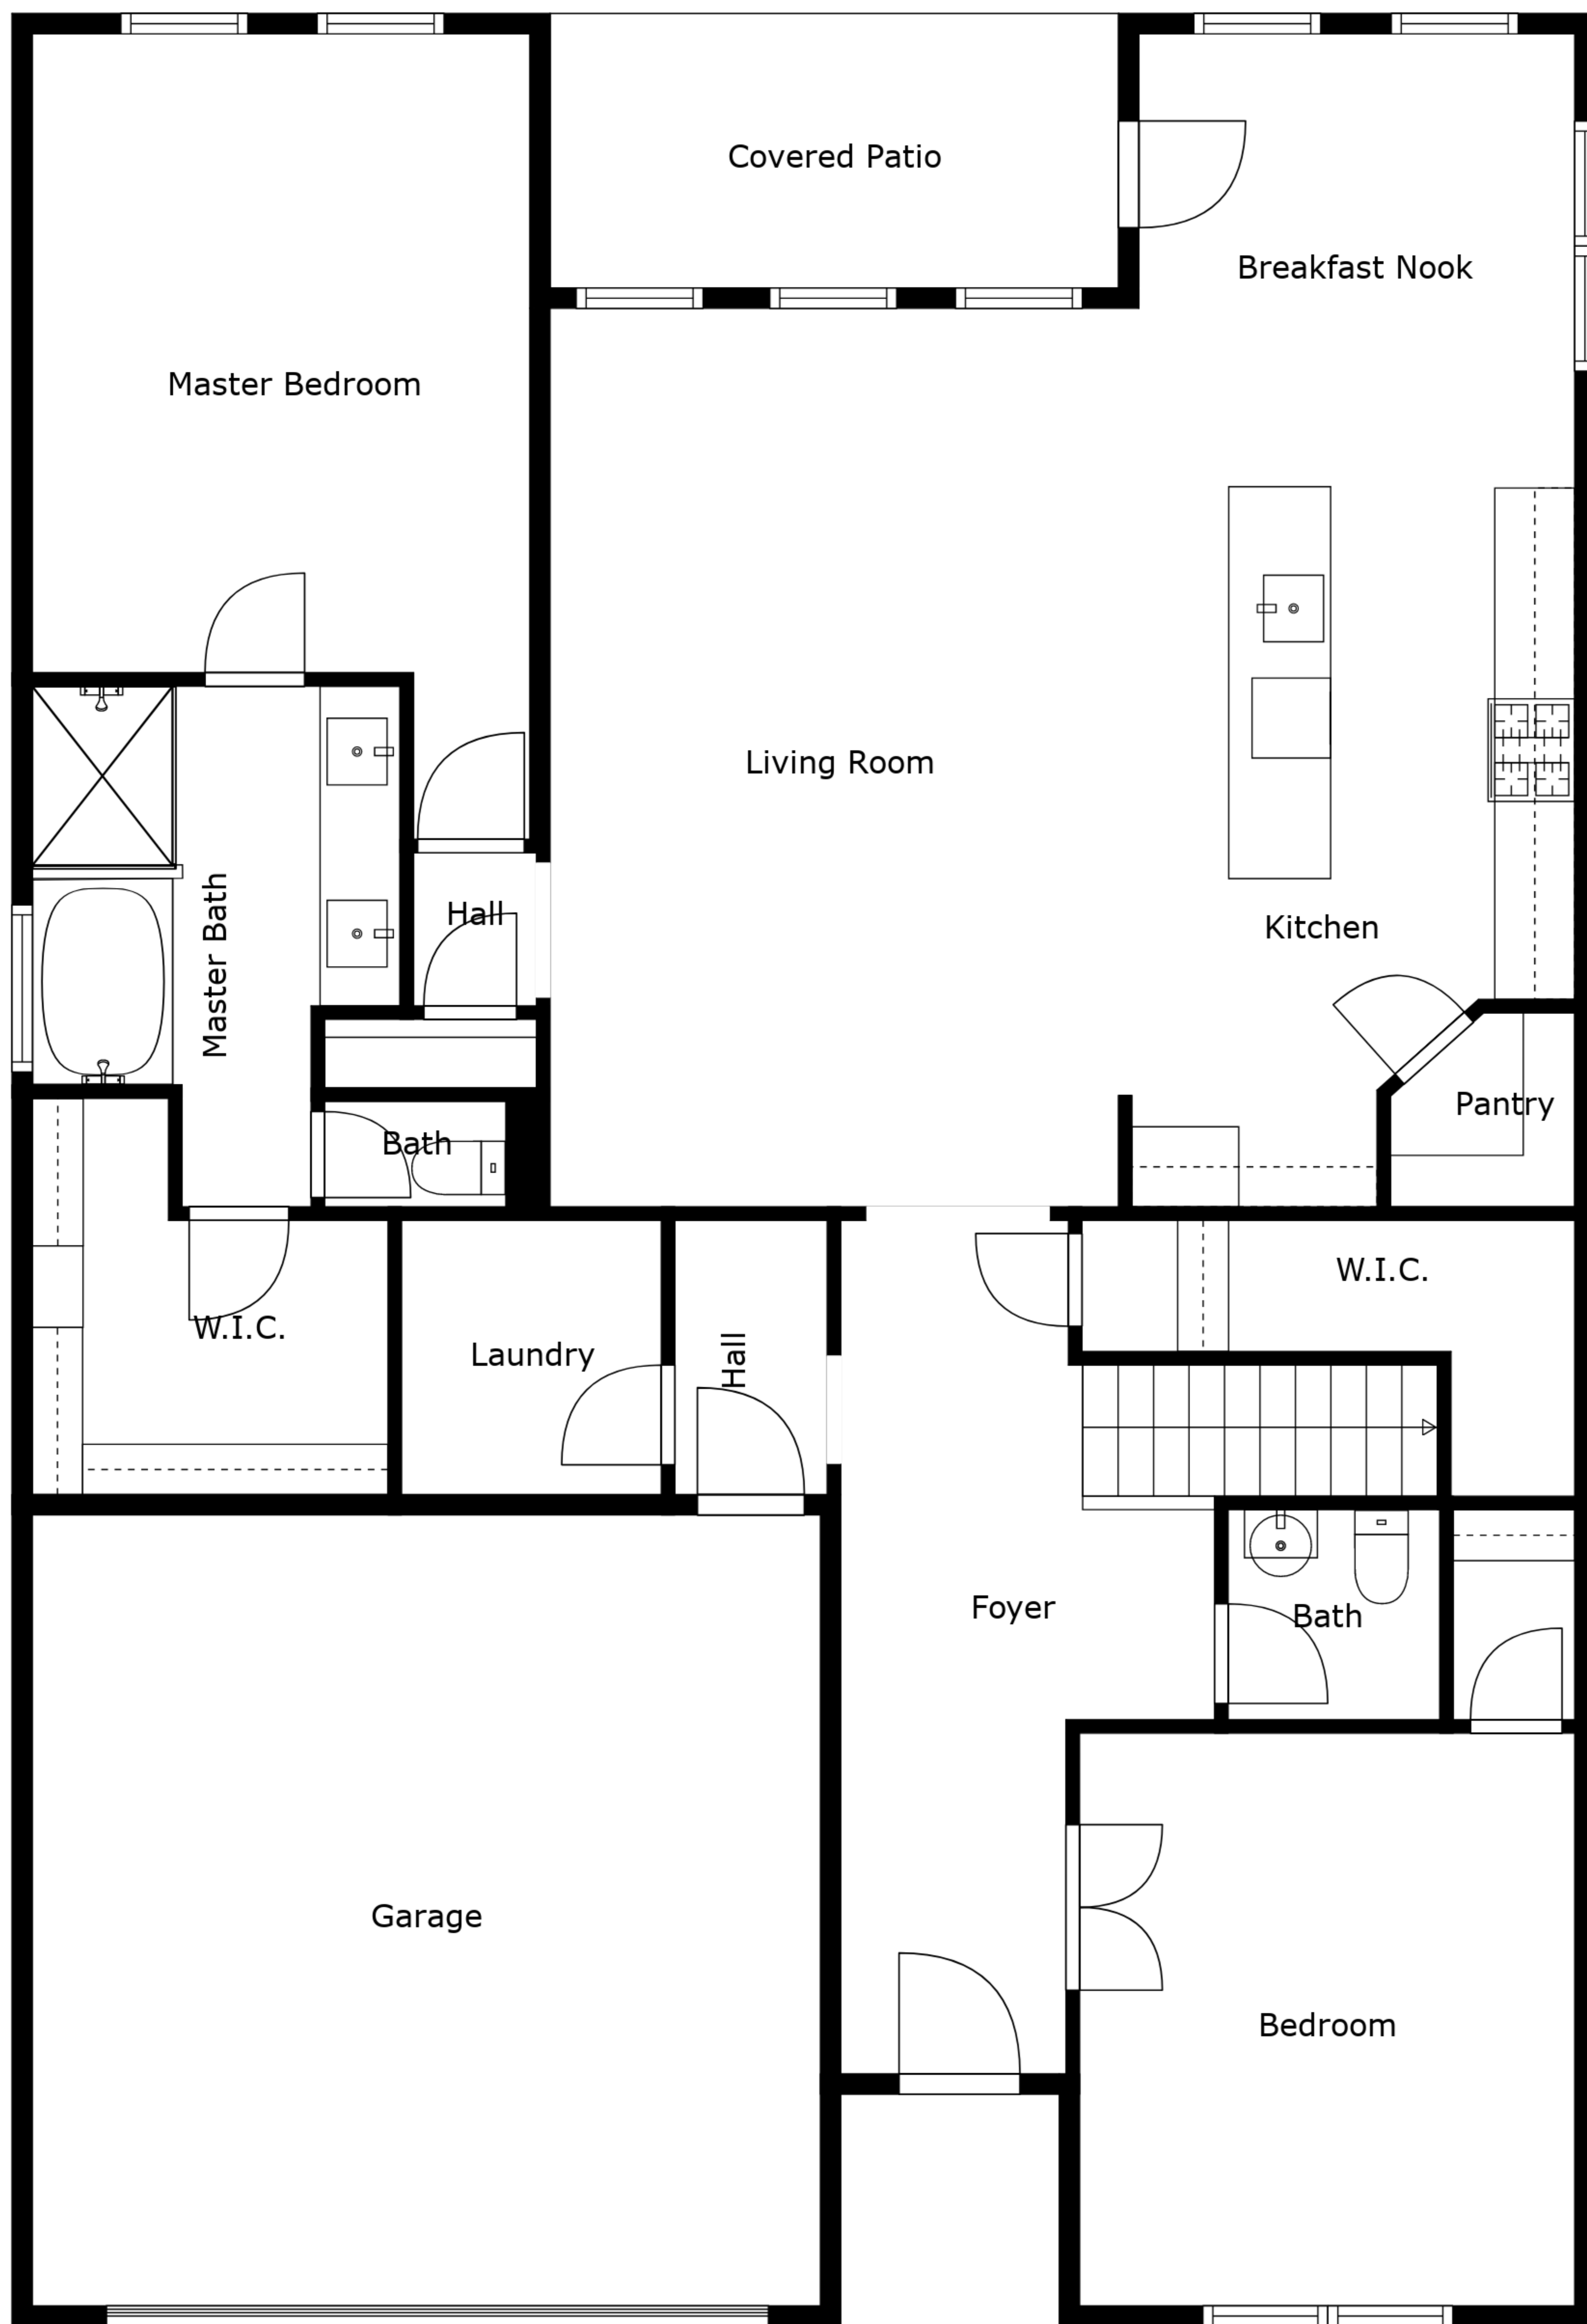 Covered Patio
Breakfast Nook
Master Bedroom
Living Room
Master Bath
Hall
Kitchen
Pantry
Bath
W.I.C.
W.I.C.
Laundry
Hall
Foyer
Bath
Garage
Bedroom